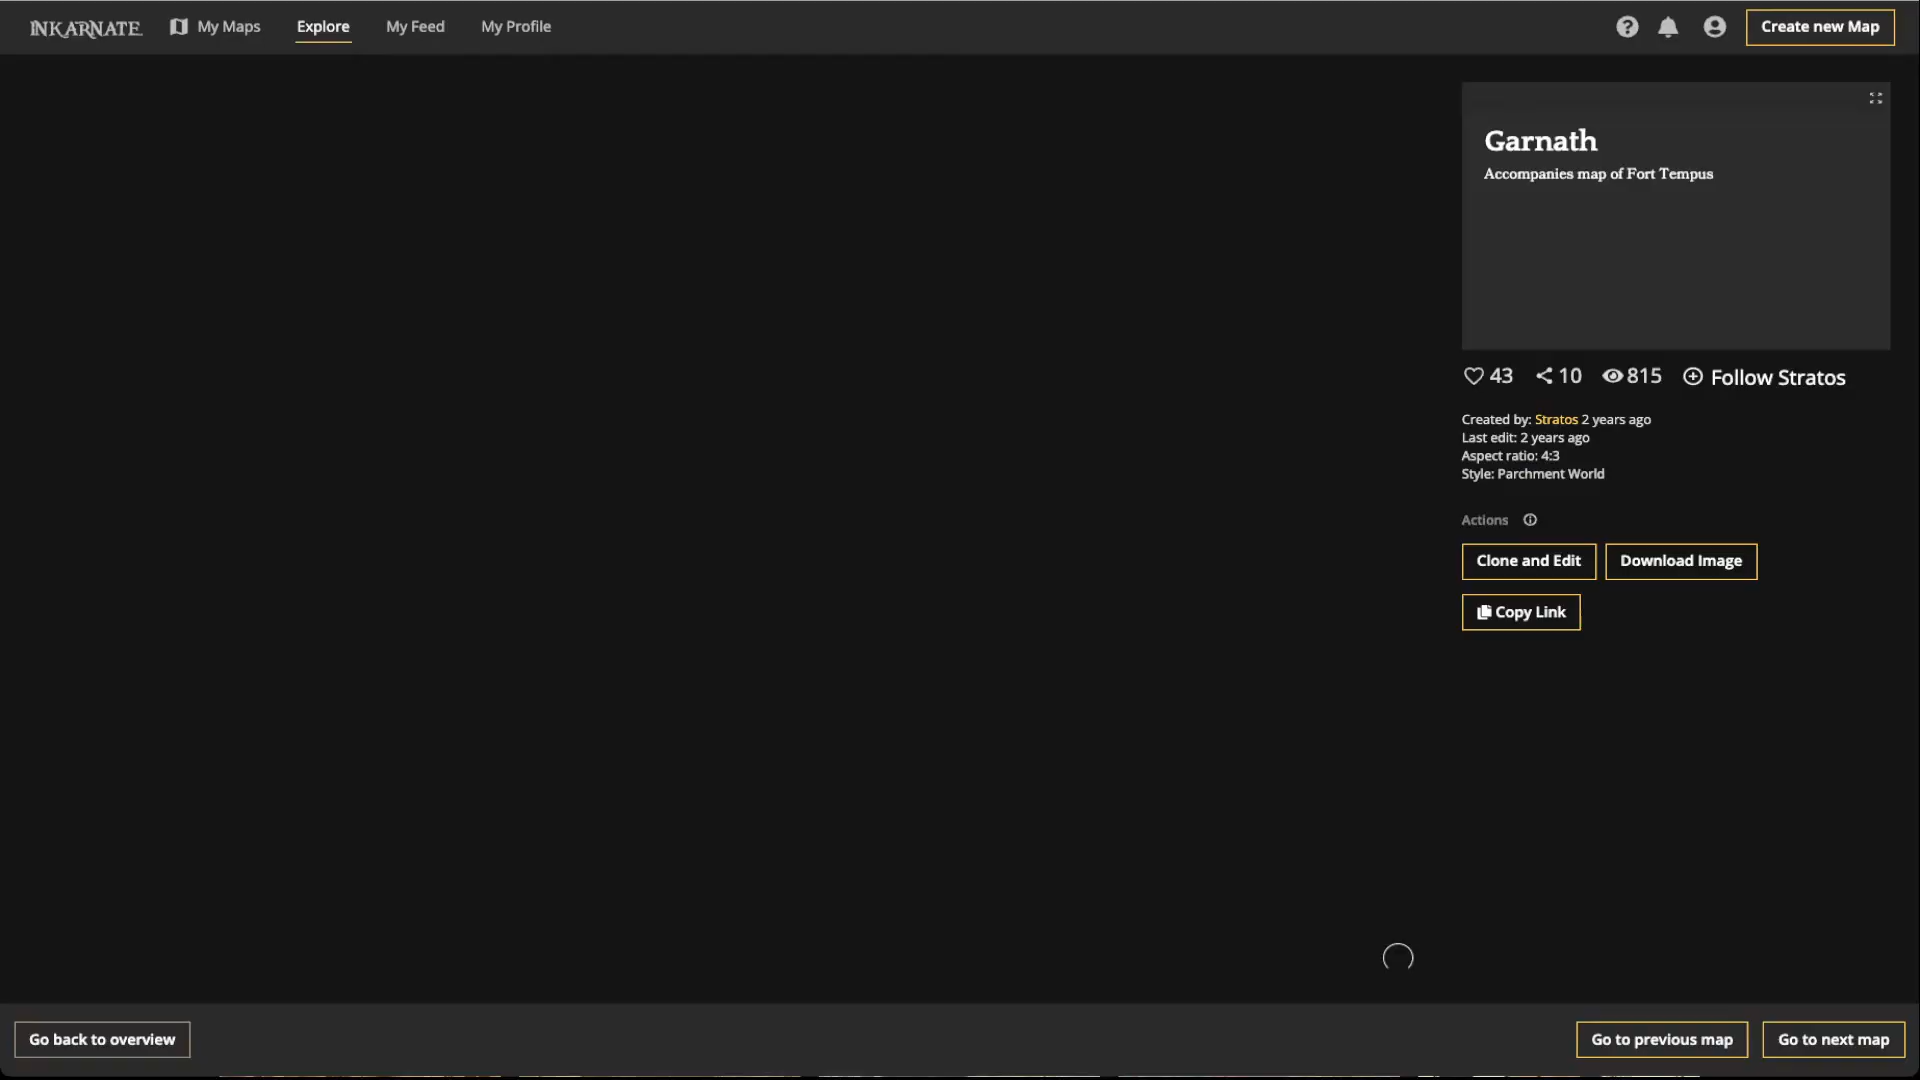 INKARNATE
My Maps
Explore
My Feed
My Profile
Create new Map
Garnath
Accompanies map of Fort Tempus
43
10
815
Follow Stratos
Created by: Stratos 2 years ago
Last edit: 2 years ago
Aspect ratio: 4:3
Style: Parchment World
Actions
Clone and Edit
Download Image
Copy Link
Go back to overview
Go to previous map
Go to next map